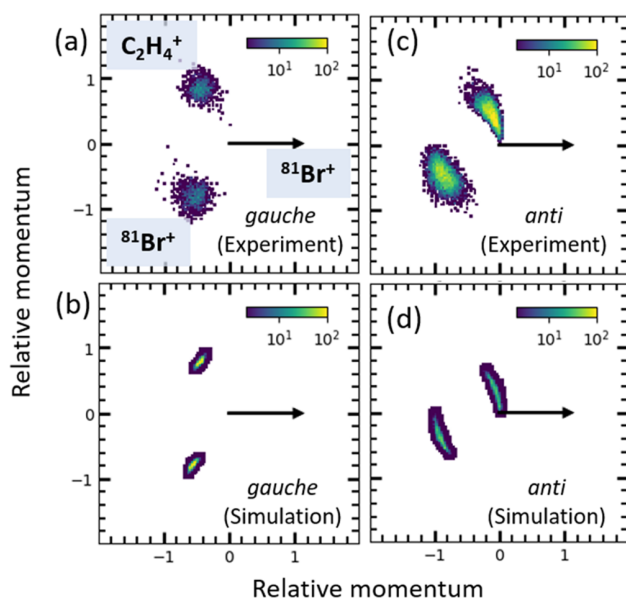 (a)
C₂H₄⁺
10¹ 10²
1
0
-1
⁸¹Br⁺
⁸¹Br⁺
gauche
(Experiment)
(c)
10¹ 10²
anti
(Experiment)
(b)
10¹ 10²
1
0
-1
gauche
(Simulation)
-1 0 1
(d)
10¹ 10²
anti
(Simulation)
-1 0 1
Relative momentum
Relative momentum